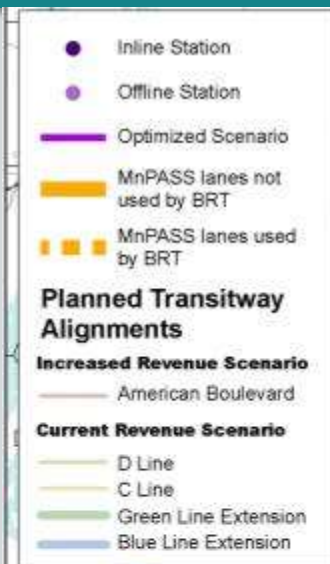 Inline Station
Offline Station
Optimized Scenario
MnPASS lanes not
used by BRT
MnPASS lanes used
by BRT
Planned Transitway
Alignments
Increased Revenue Scenario
American Boulevard
Current Revenue Scenario
D Line
C Line
Green Line Extension
Blue Line Extension